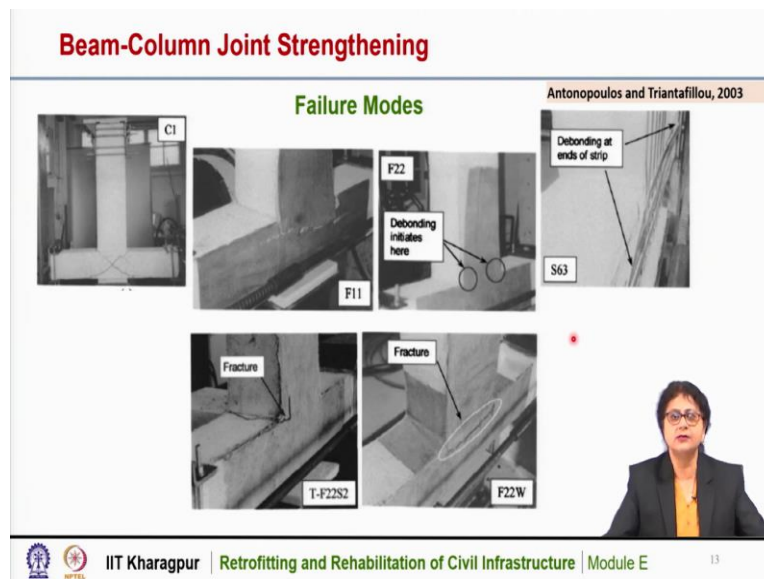 Beam-Column Joint Strengthening
Antonopoulos and Triantafillou, 2003
Failure Modes
C1
F11
F22
Debonding
initiates
here
Debonding at
ends of strip
S63
Fracture
T-F22S2
Fracture
F22W
NPTEL
IIT Kharagpur
Retrofitting and Rehabilitation of Civil Infrastructure
Module E
13